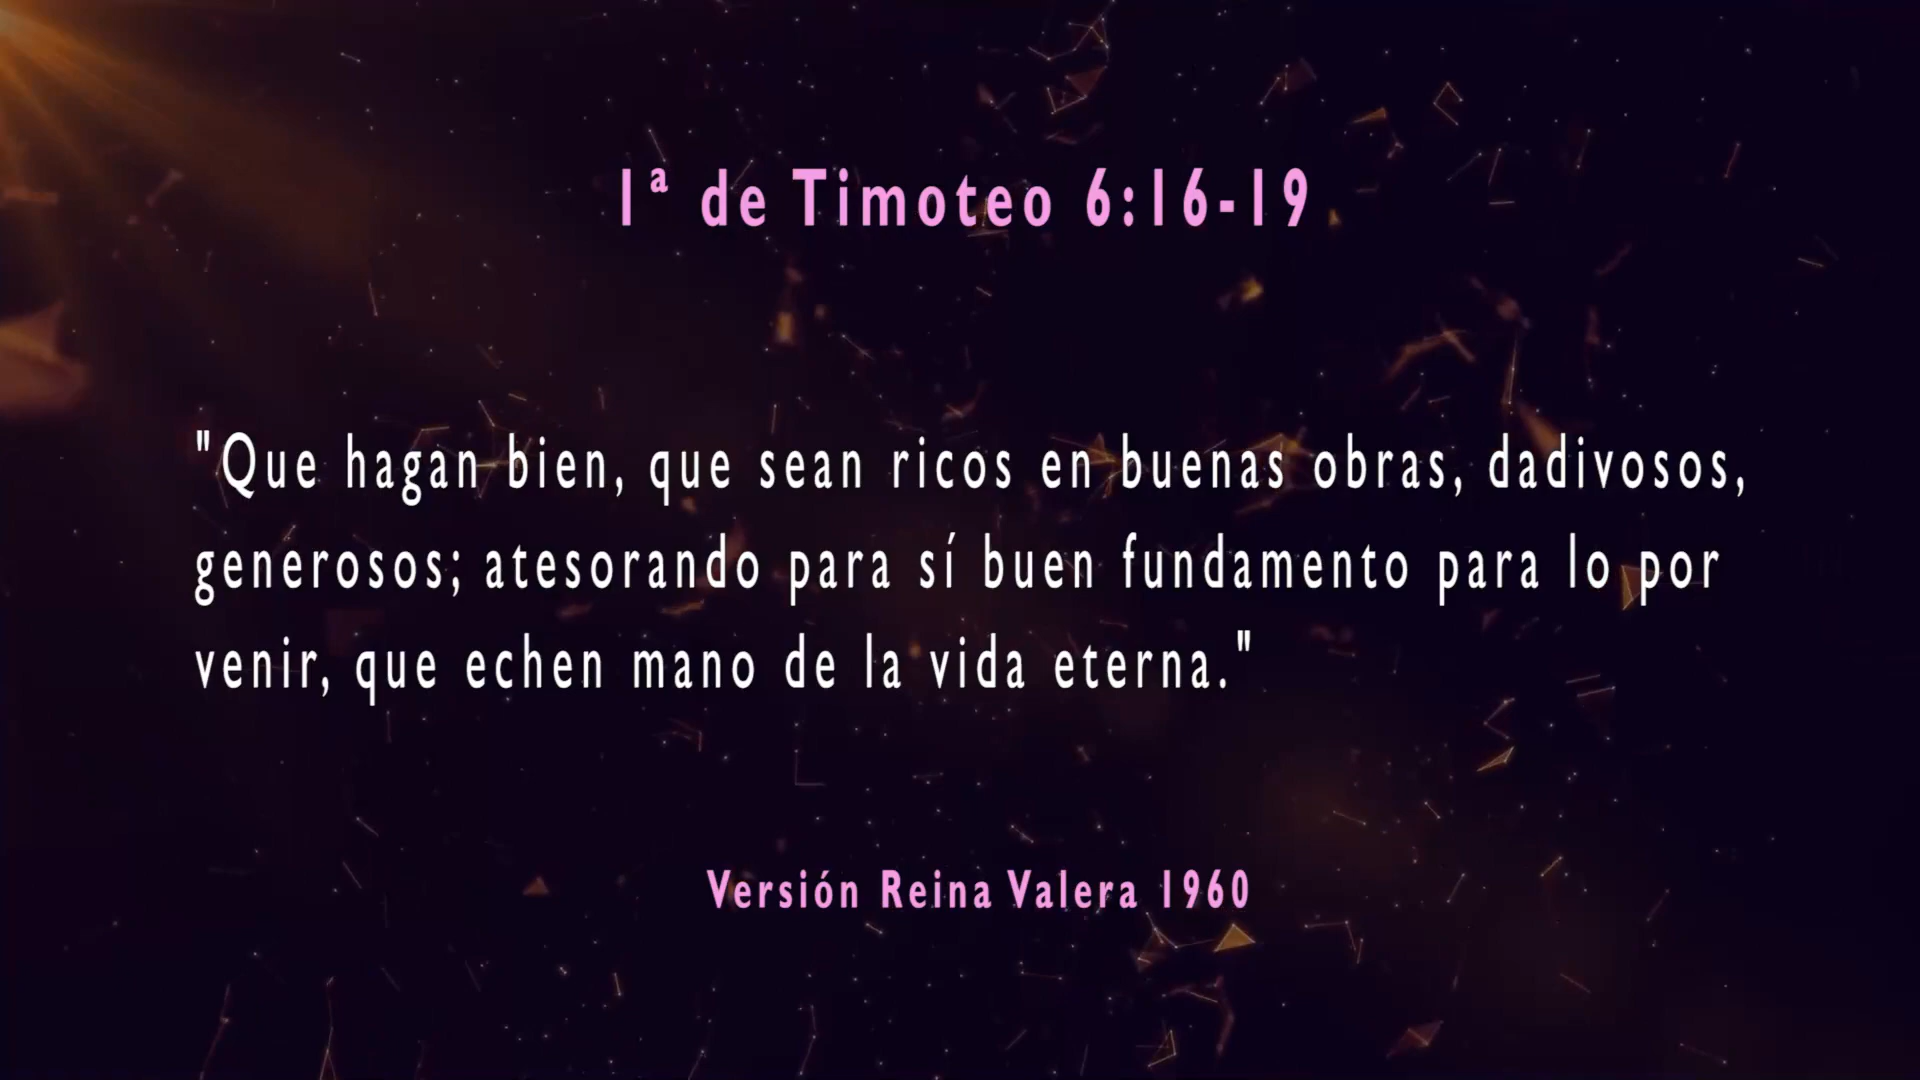 1ª de Timoteo 6:16-19
"Que hagan bien, que sean ricos en buenas obras, dadivosos,
generosos; atesorando para sí buen fundamento para lo por
venir, que echen mano de la vida eterna."
Versión Reina Valera 1960